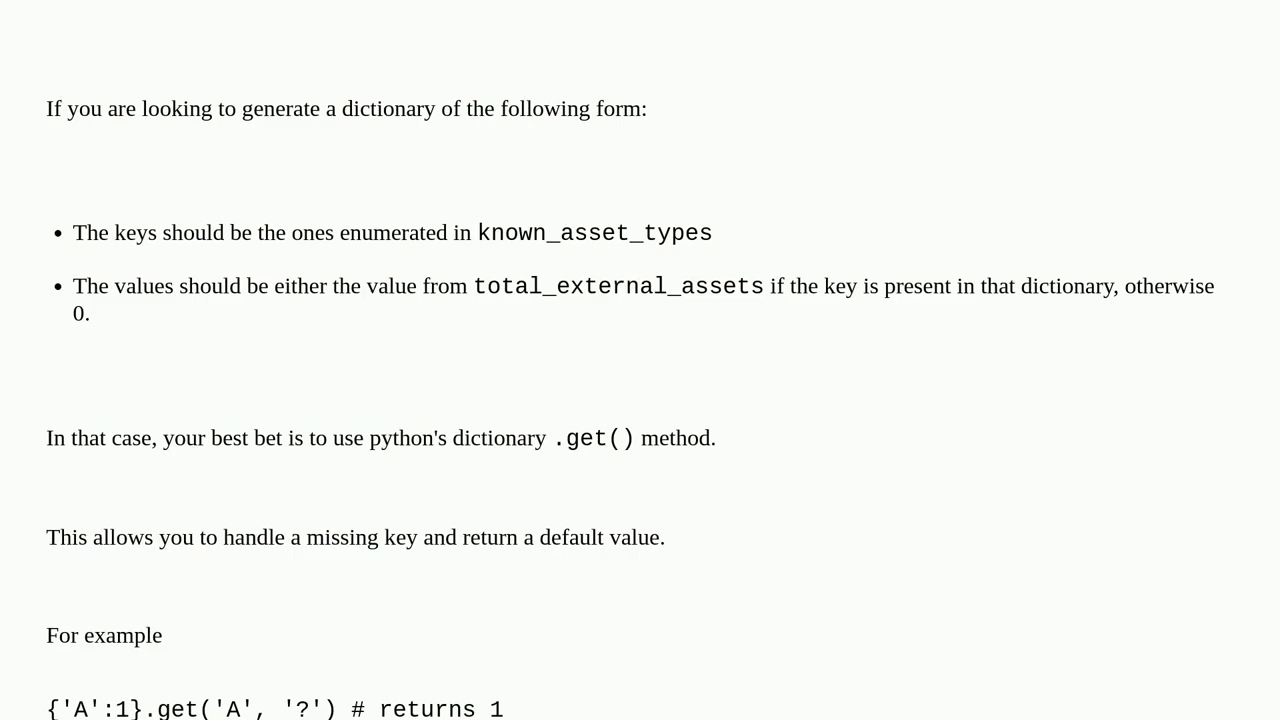 If you are looking to generate a dictionary of the following form:
• The keys should be the ones enumerated in known_asset_types
• The values should be either the value from total_external_assets if the key is present in that dictionary, otherwise
0.
In that case, your best bet is to use python's dictionary .get() method.
This allows you to handle a missing key and return a default value.
For example
{'A':1}.get('A', '?') # returns 1